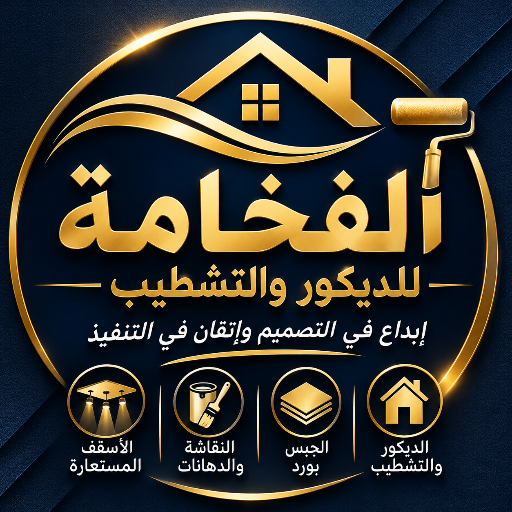 الفخامة
للديكور والتشطيب
إبداع في التصميم وإتقان في التنفيذ
الديكور
والتشطيب
الجبس
بورد
النقاشة
والدهانات
الأسقف
المستعارة